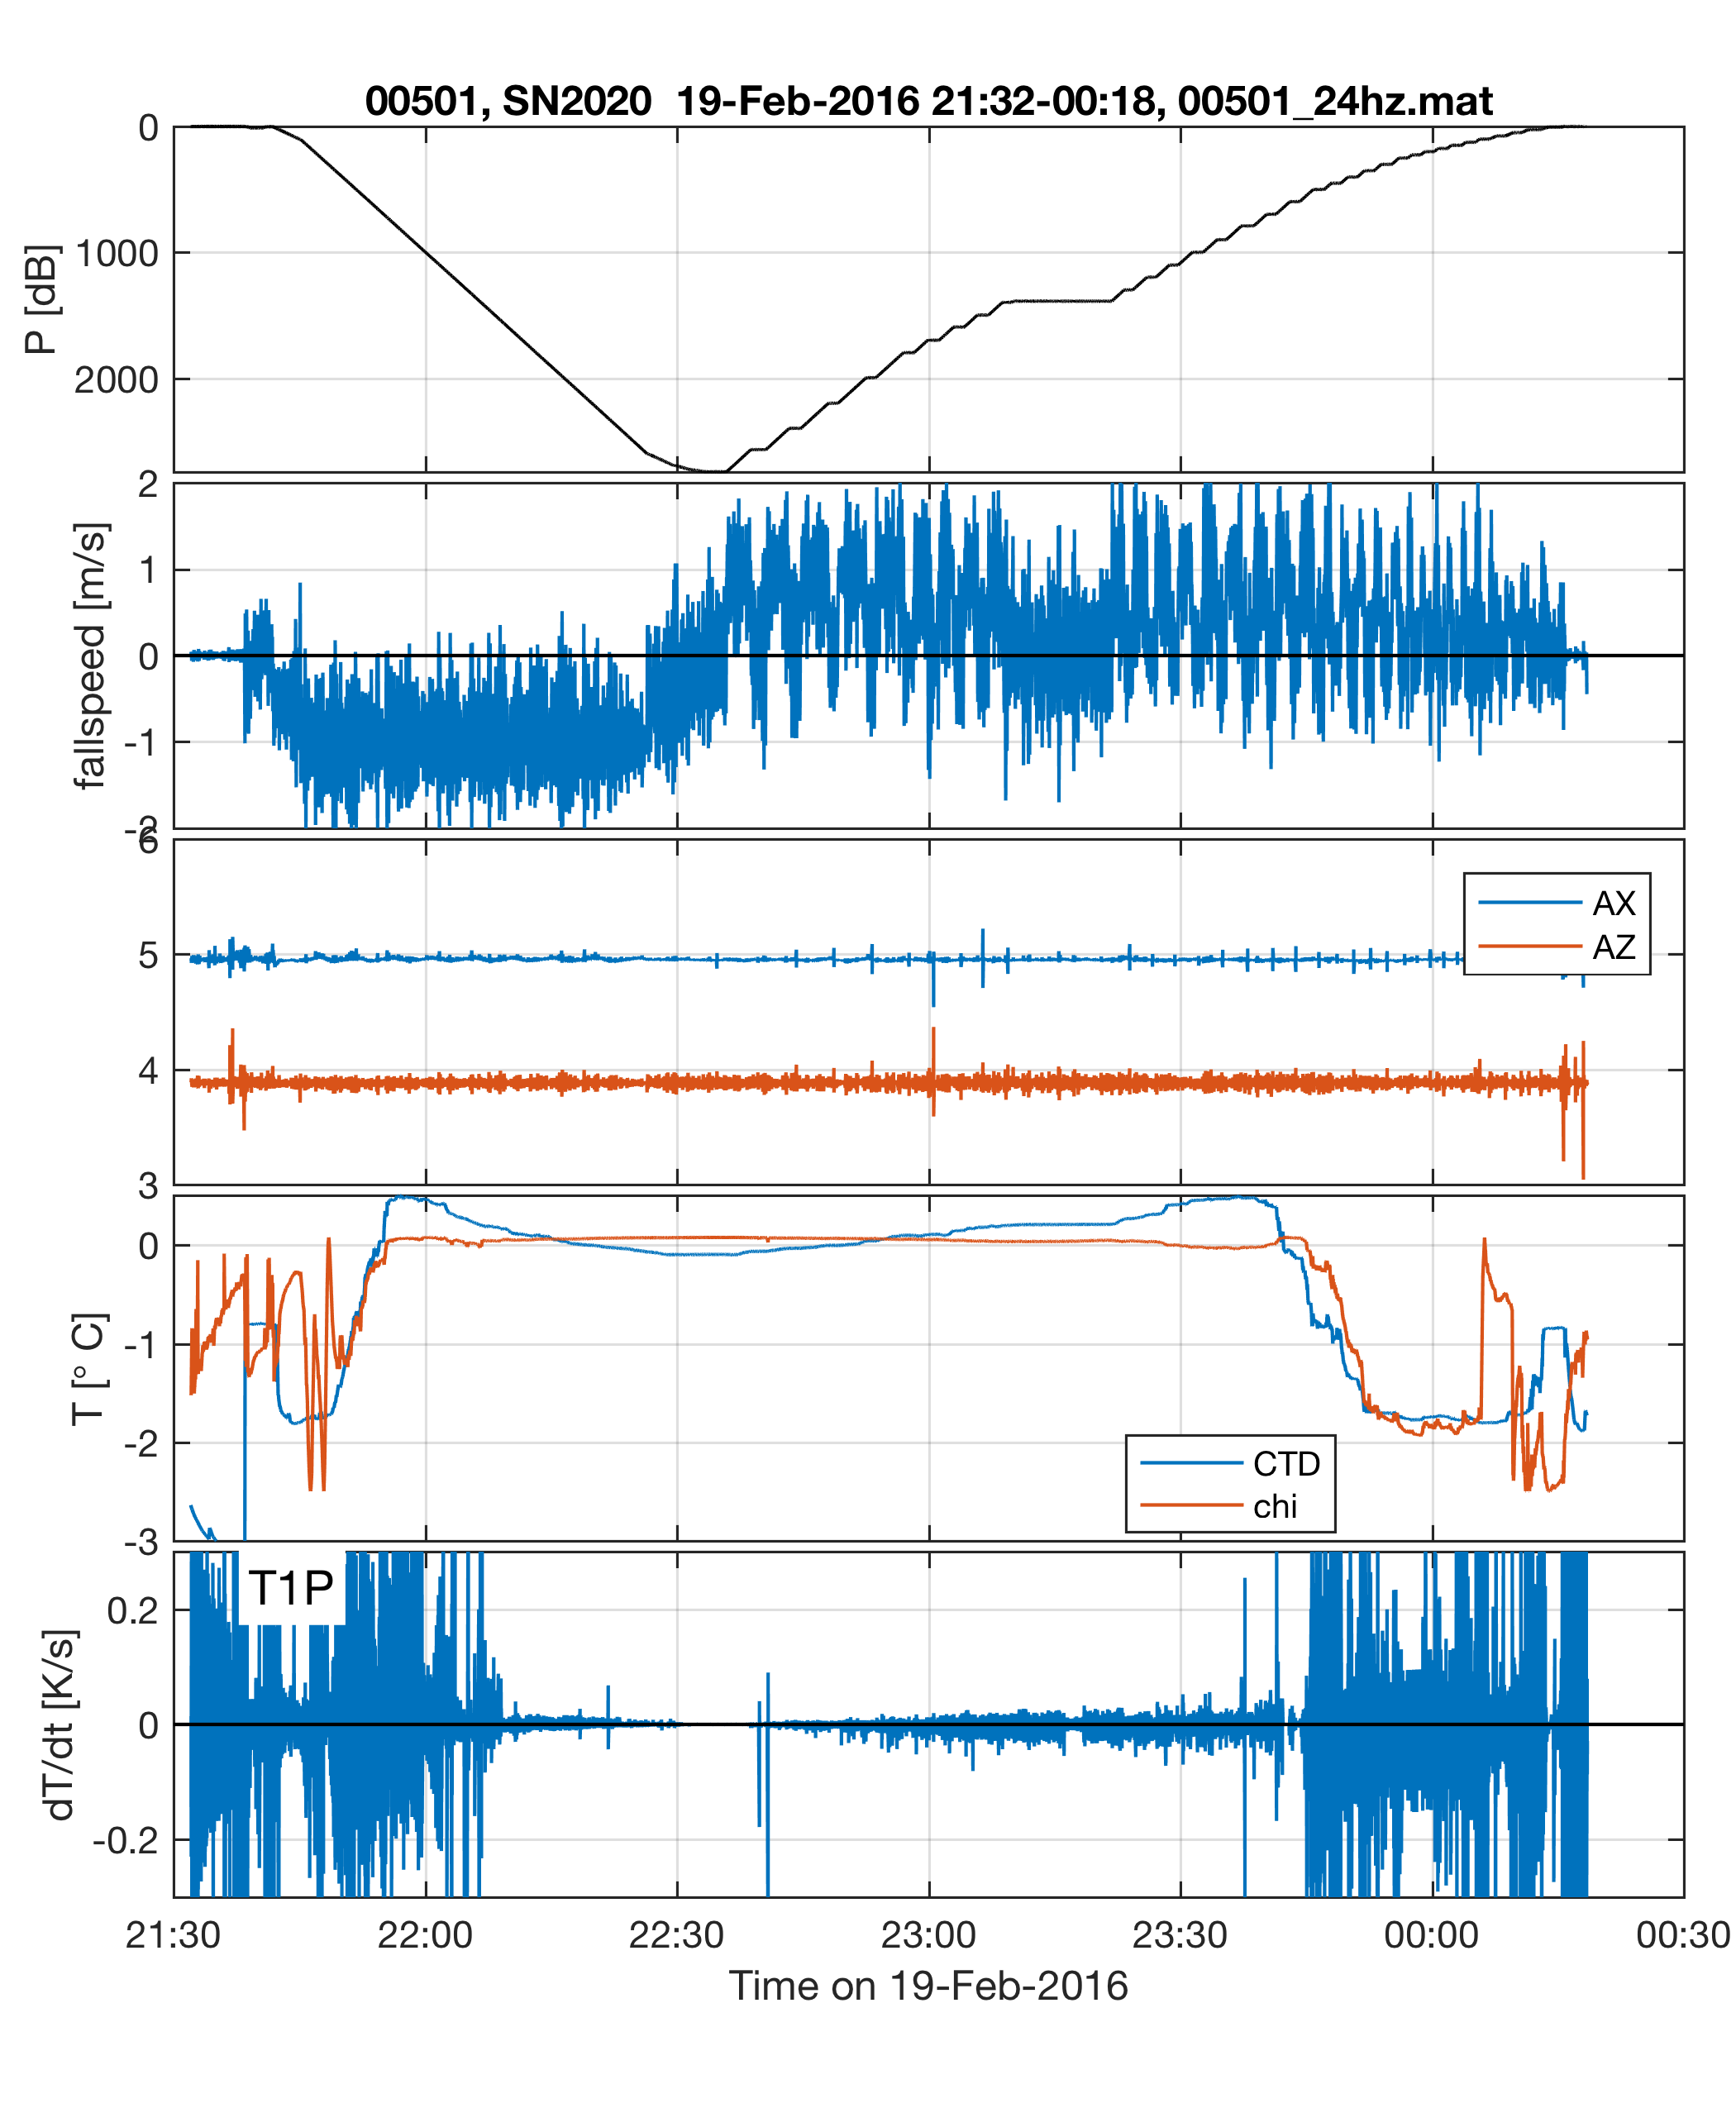 00501, SN2020  19-Feb-2016 21:32-00:18, 00501_24hz.mat
0
1000
2000
P [dB]
2
1
0
-1
-2
fallspeed [m/s]
6
5
4
3
AX
AZ
0
-1
-2
-3
T [° C]
CTD
chi
T1P
0.2
0
-0.2
dT/dt [K/s]
21:30 22:00 22:30 23:00 23:30 00:00 00:30
Time on 19-Feb-2016